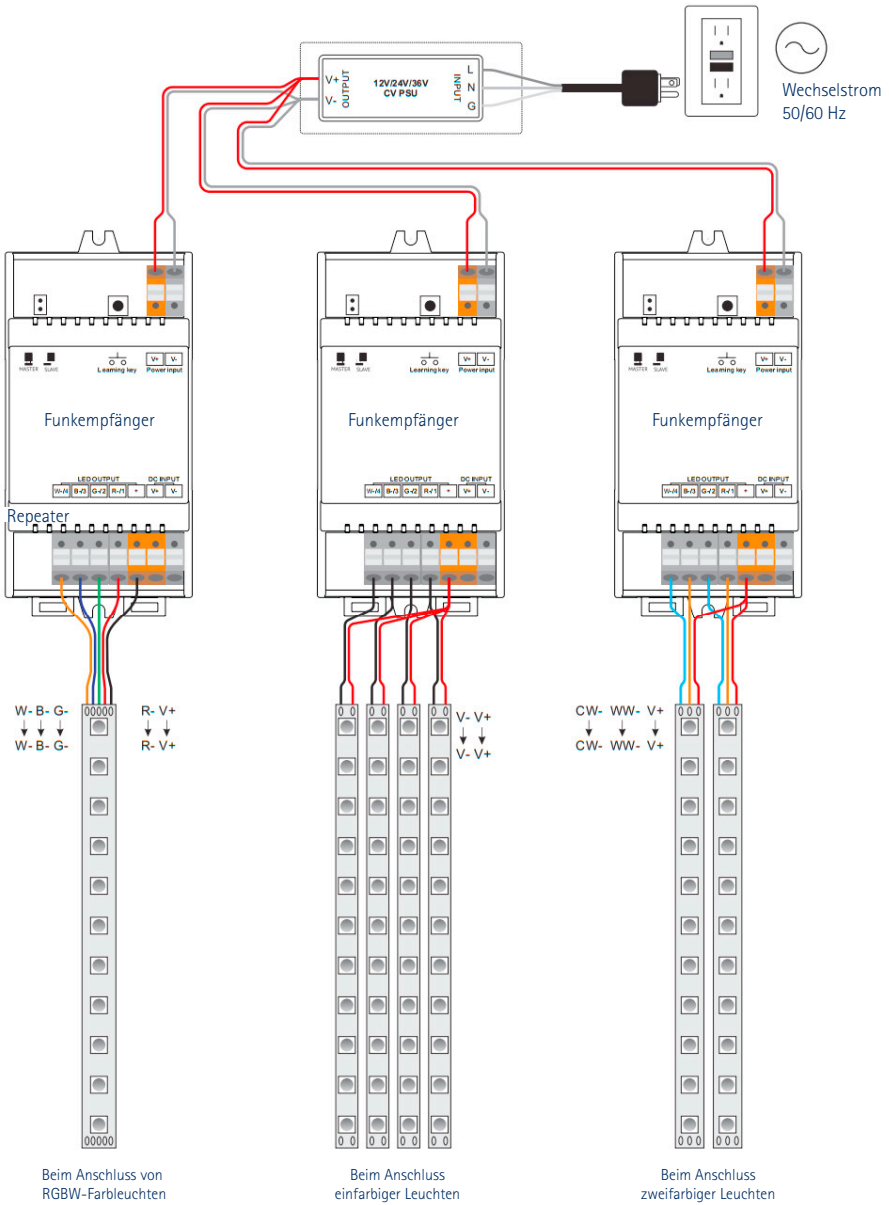 V+
V-
OUTPUT
12V/24V/36V
CV PSU
INPUT
L
N
G
Wechselstrom
50/60 Hz
MASTER SLAVE
Learning key
V+ V-
Power input
Funkempfänger
LED OUTPUT
DC INPUT
W-/4 B-/3 G-/2 R-/1 + V+ V-
Repeater
MASTER SLAVE
Learning key
V+ V-
Power input
Funkempfänger
LED OUTPUT
DC INPUT
W-/4 B-/3 G-/2 R-/1 + V+ V-
MASTER SLAVE
Learning key
V+ V-
Power input
Funkempfänger
LED OUTPUT
DC INPUT
W-/4 B-/3 G-/2 R-/1 + V+ V-
W- B- G- R- V+
W- B- G- R- V+
V- V+
V- V+
CW- WW- V+
CW- WW- V+
Beim Anschluss von
RGBW-Farbleuchten
Beim Anschluss
einfarbiger Leuchten
Beim Anschluss
zweifarbiger Leuchten